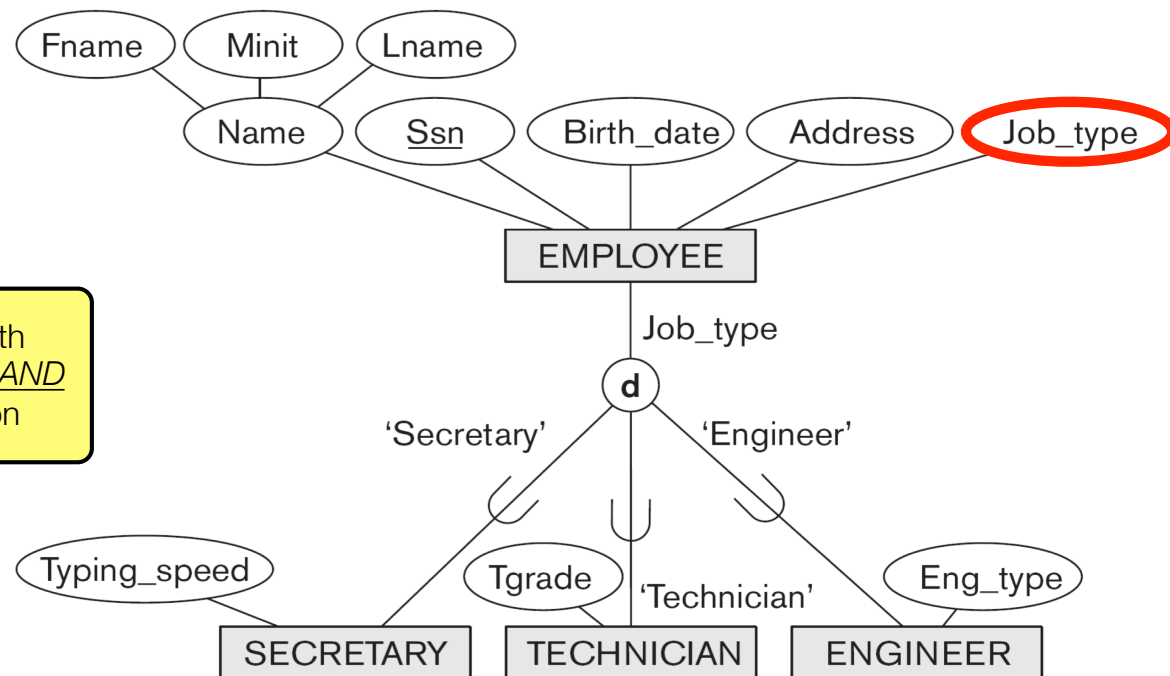 Fname Minit Lname
Name Ssn Birth_date Address Job_type
EMPLOYEE
Job_type
AND
d
‘Secretary’ ‘Engineer’
Typing_speed Tgrade Eng_type
‘Technician’
SECRETARY TECHNICIAN ENGINEER